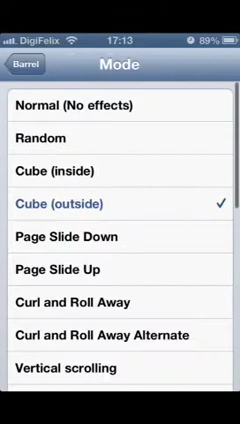 DigiFelix 17:13 89%
Barrel Mode
Normal (No effects)
Random
Cube (inside)
Cube (outside)
Page Slide Down
Page Slide Up
Curl and Roll Away
Curl and Roll Away Alternate
Vertical scrolling